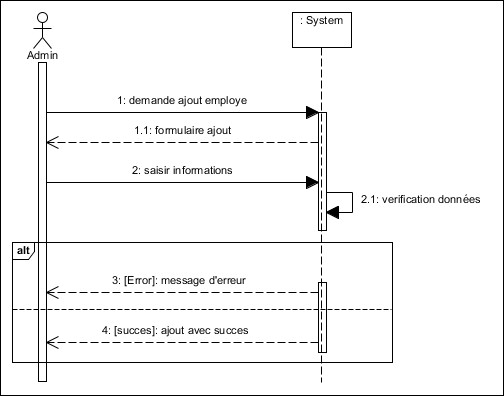 : System
Admin
1: demande ajout employe
1.1: formulaire ajout
2: saisir informations
2.1: verification données
alt
3: [Error]: message d'erreur
4: [succes]: ajout avec succes